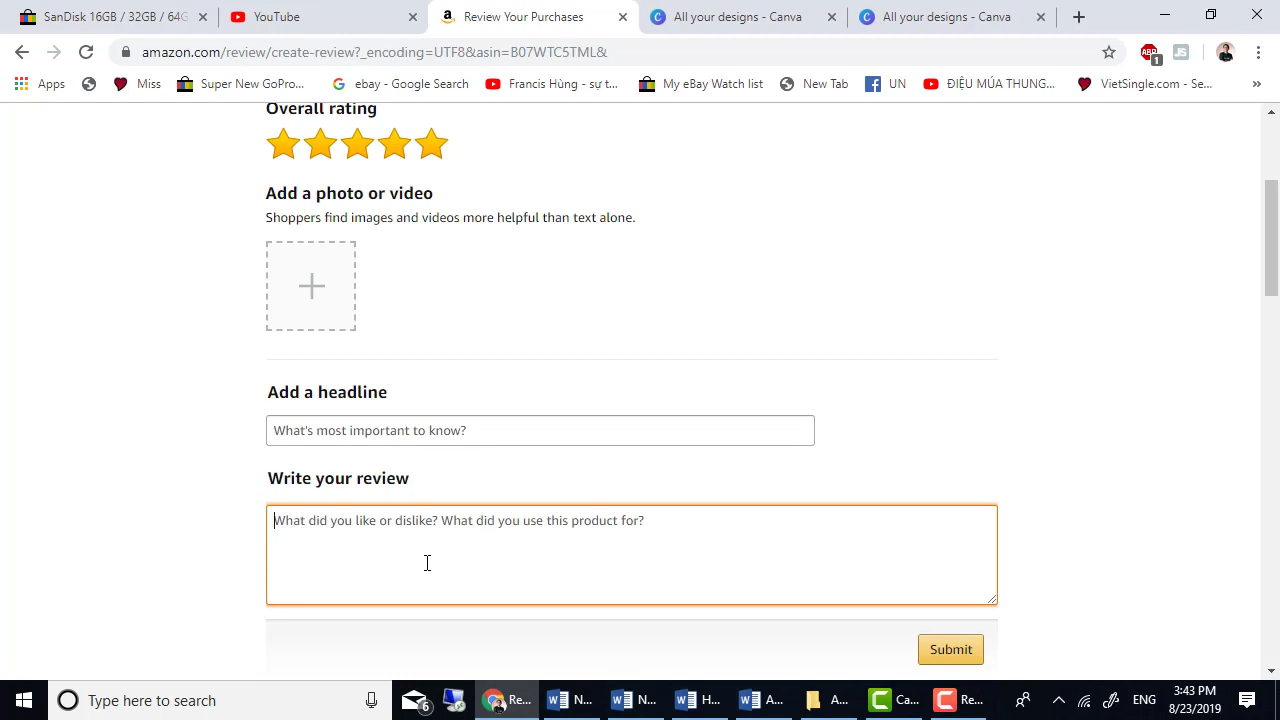 SanDisk 16GB / 32GB / 64G
YouTube
Review Your Purchases
All your designs - Canva
All your designs - Canva
amazon.com/review/create-review?_encoding=UTF8&asin=B07WTC5TML&
ABP
1
JS
Apps
Miss
Super New GoPro...
ebay - Google Search
Francis Hùng - sự t...
My eBay Watch list
New Tab
UN
ĐIỆU MÚA THUNG...
VietSingle.com - Se...
»
Overall rating
Add a photo or video
Shoppers find images and videos more helpful than text alone.
Add a headline
What's most important to know?
Write your review
What did you like or dislike? What did you use this product for?
Submit
Type here to search
6
Re...
N...
N...
H...
A...
A...
Ca...
Re...
ENG
3:43 PM
8/23/2019